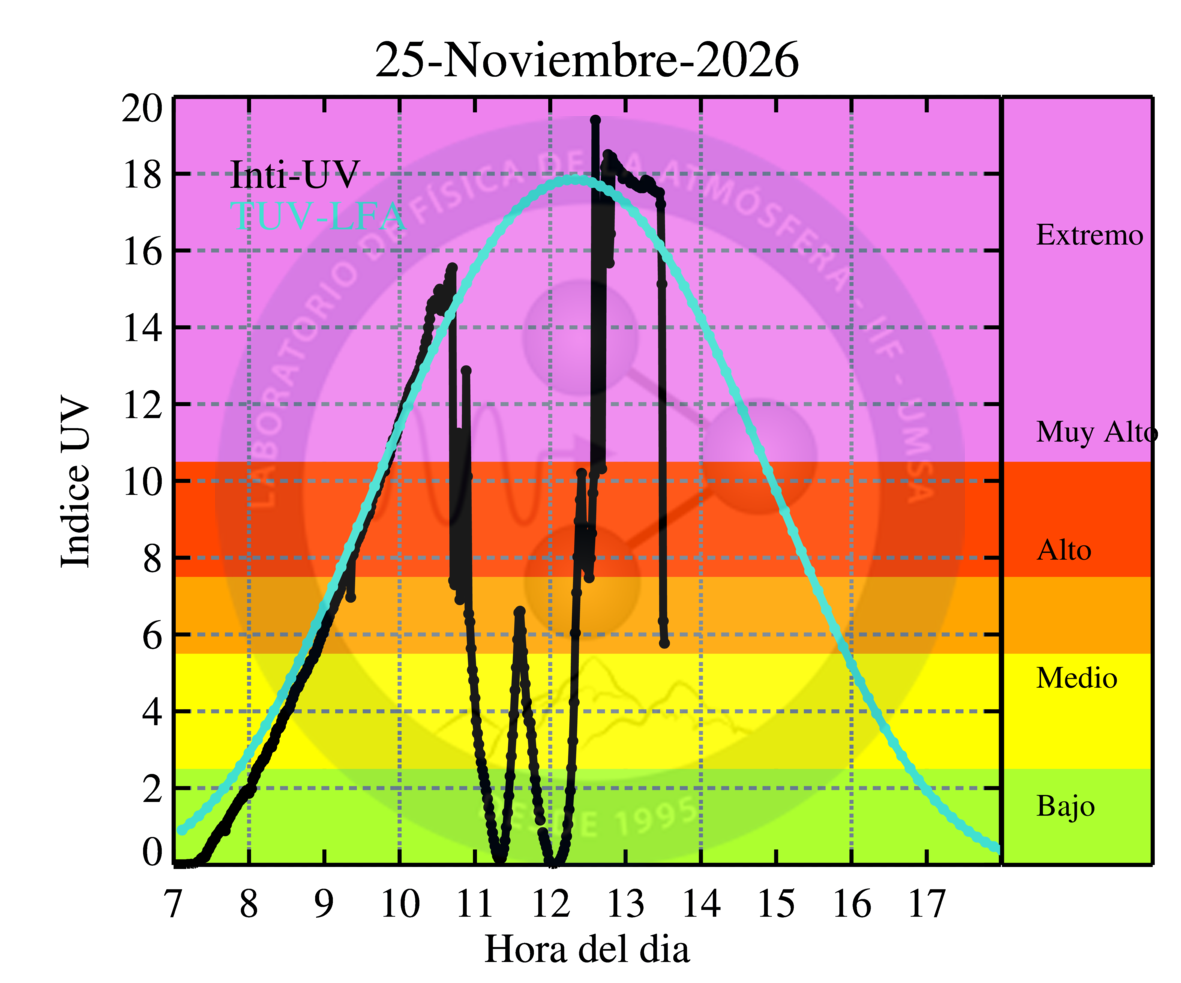 25-Noviembre-2026
Inti-UV
TUV-LFA
LABORATORIO DE FÍSICA DE LA ATMÓSFERA - IIF - UMSA
DESDE 1995
Indice UV
20
18
16
14
12
10
8
6
4
2
0
Extremo
Muy Alto
Alto
Medio
Bajo
7 8 9 10 11 12 13 14 15 16 17
Hora del dia